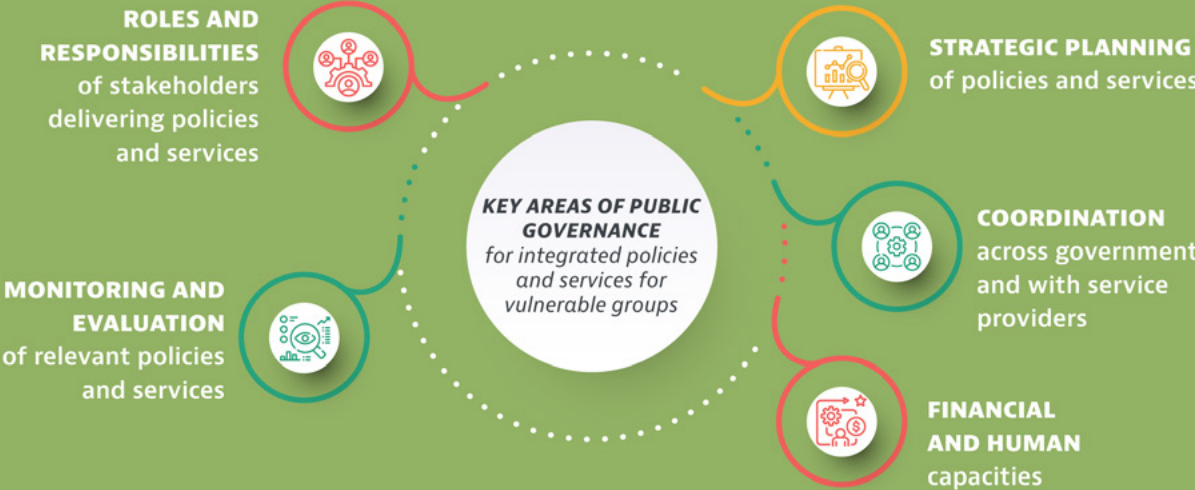 ROLES AND
RESPONSIBILITIES
of stakeholders
delivering policies
and services
STRATEGIC PLANNING
of policies and services
KEY AREAS OF PUBLIC
GOVERNANCE
for integrated policies
and services for
vulnerable groups
COORDINATION
across government
and with service
providers
MONITORING AND
EVALUATION
of relevant policies
and services
FINANCIAL
AND HUMAN
capacities